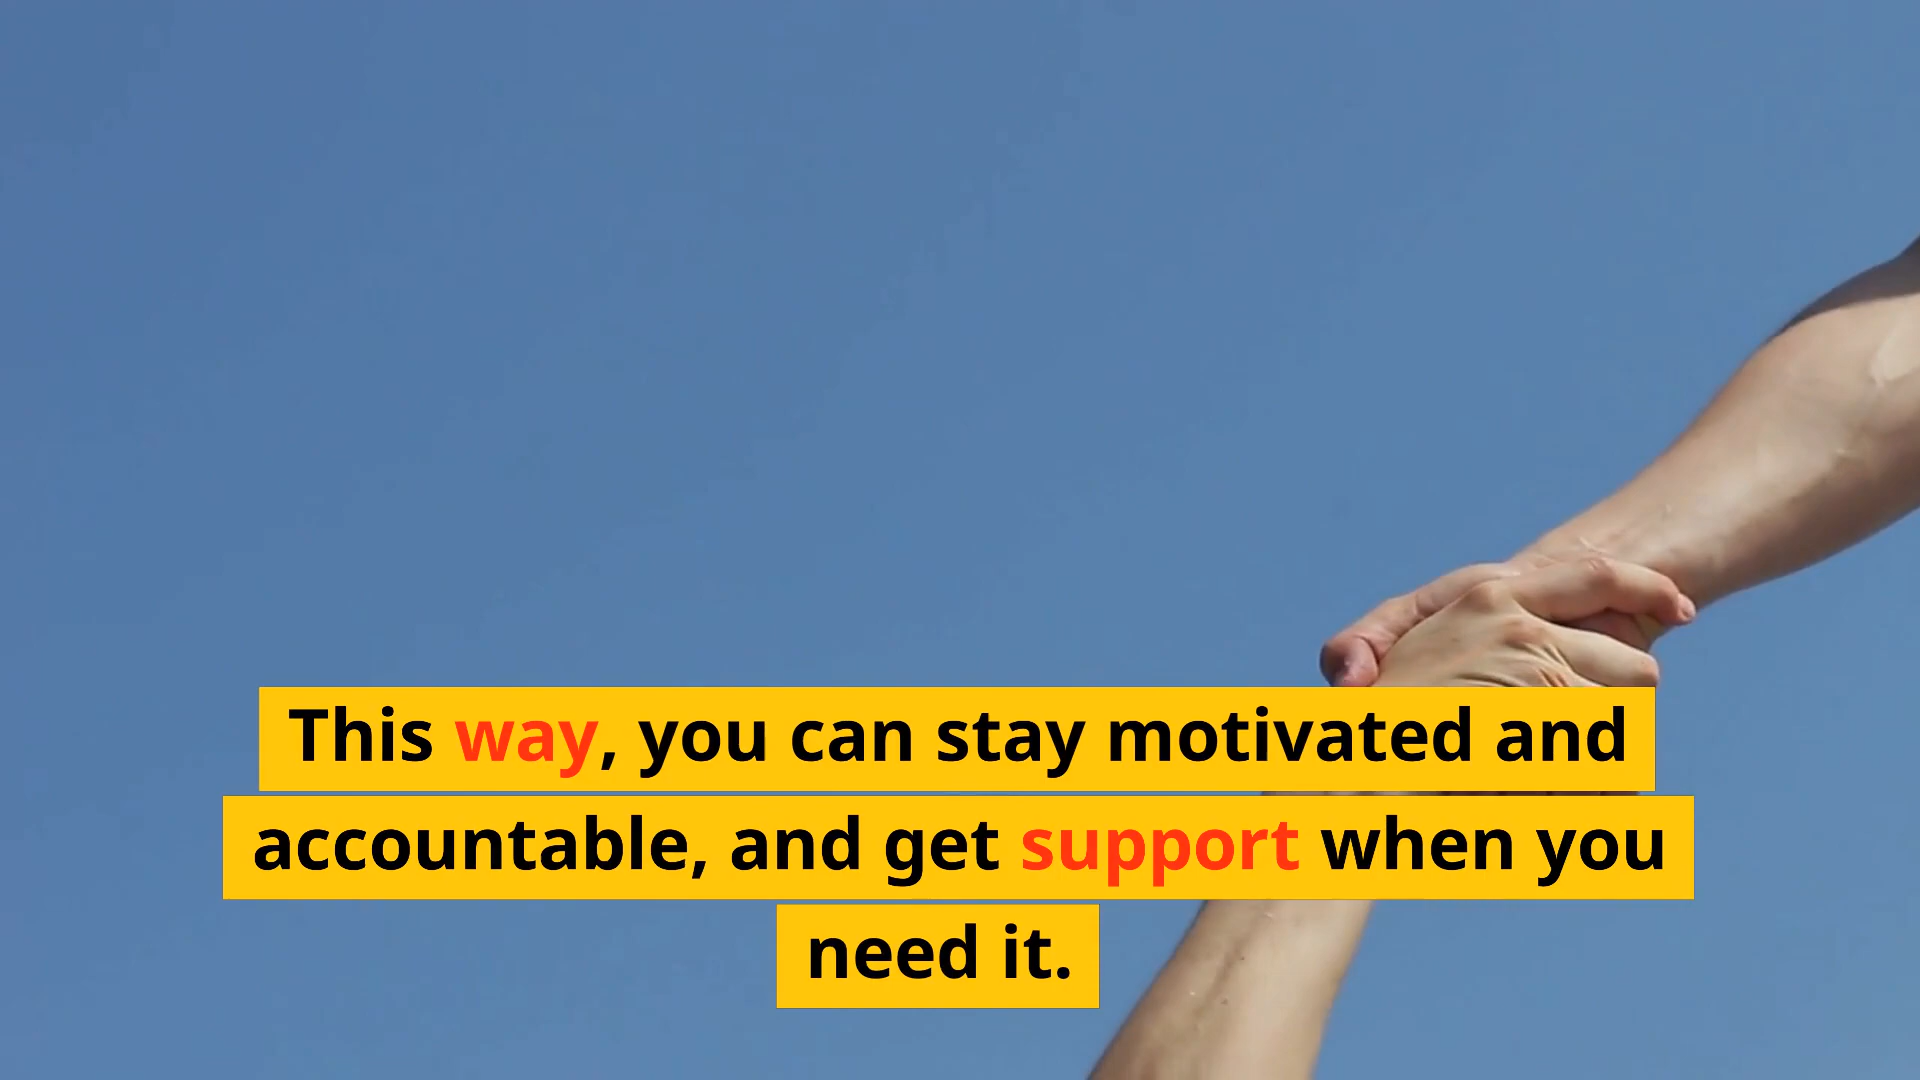 This way, you can stay motivated and
accountable, and get support when you
need it.